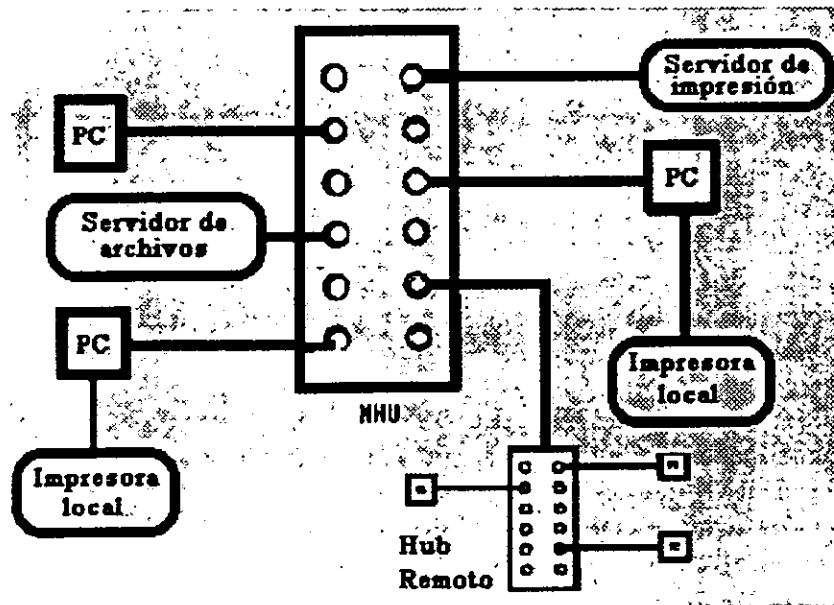 Servidor de
impresión
PC
PC
Servidor de
archivos
PC
Impresora
local
MHU
Impresora
local
Hub
Remoto